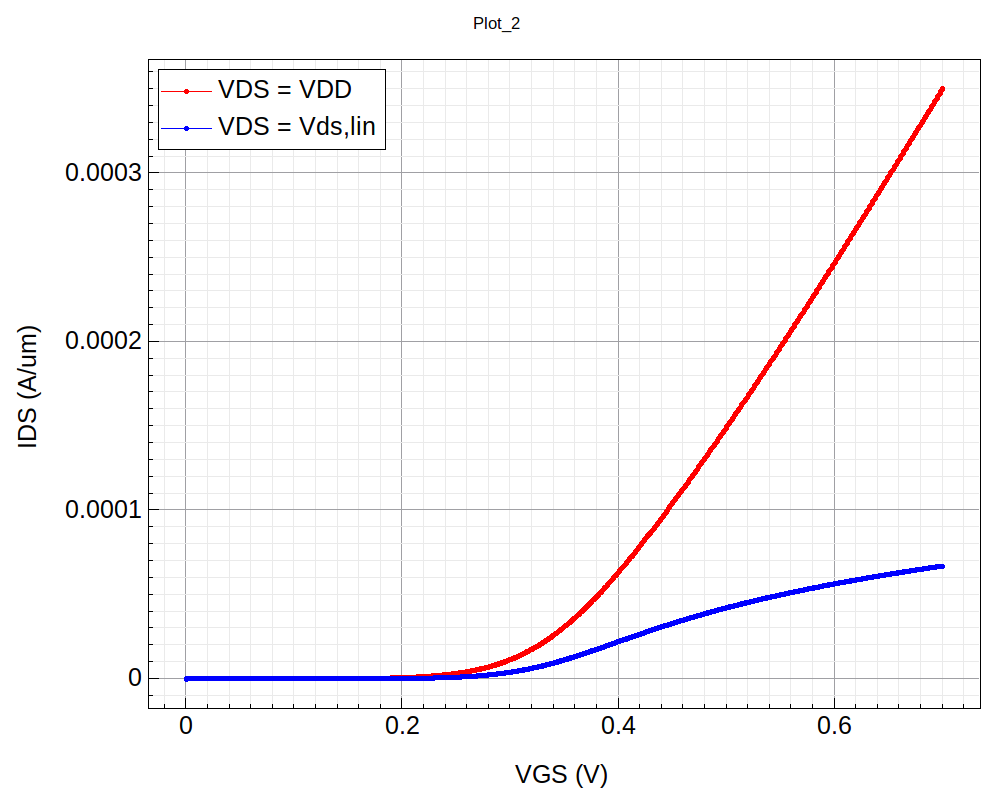 Plot_2
VDS = VDD
VDS = Vds,lin
0.0003
0.0002
0.0001
0
IDS (A/um)
0 0.2 0.4 0.6
VGS (V)